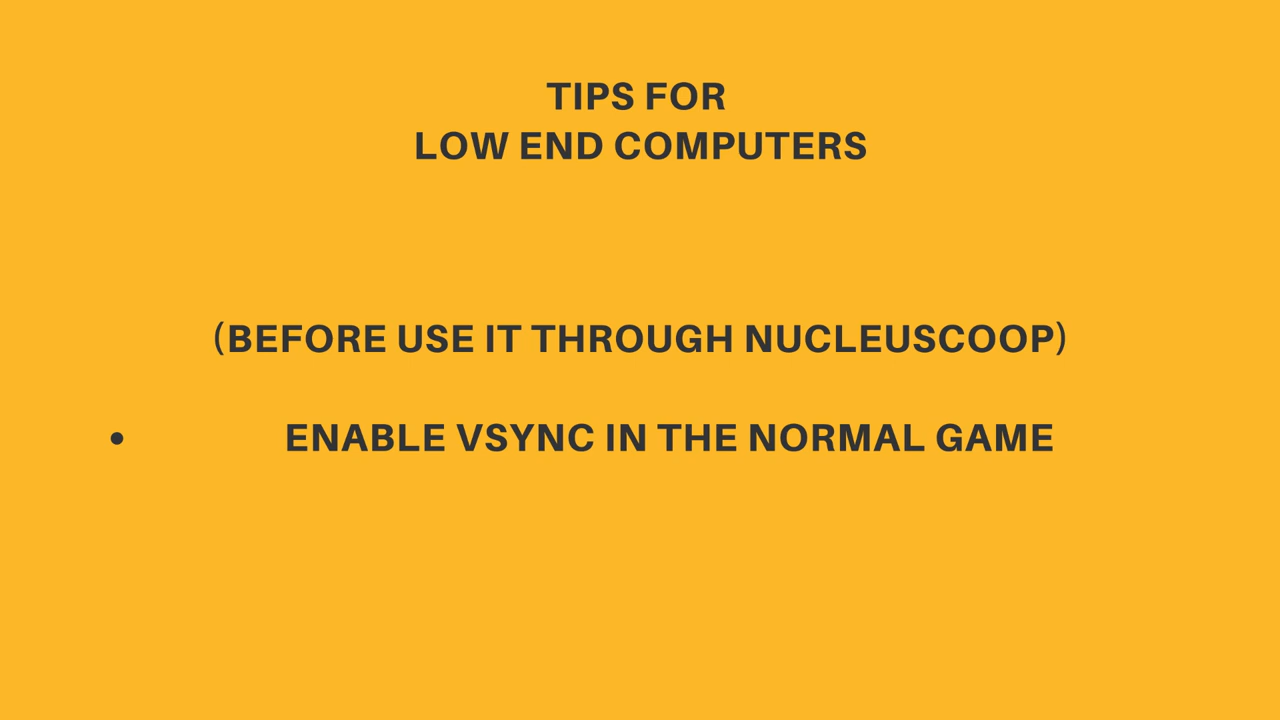 TIPS FOR
LOW END COMPUTERS
(BEFORE USE IT THROUGH NUCLEUSCOOP)
• ENABLE VSYNC IN THE NORMAL GAME